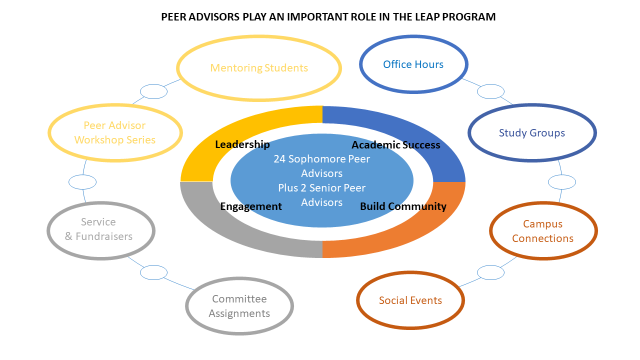 PEER ADVISORS PLAY AN IMPORTANT ROLE IN THE LEAP PROGRAM
Mentoring Students
Office Hours
Peer Advisor
Workshop Series
Study Groups
Leadership
Academic Success
24 Sophomore Peer
Advisors
Plus 2 Senior Peer
Advisors
Engagement
Build Community
Service
& Fundraisers
Campus
Connections
Committee
Assignments
Social Events